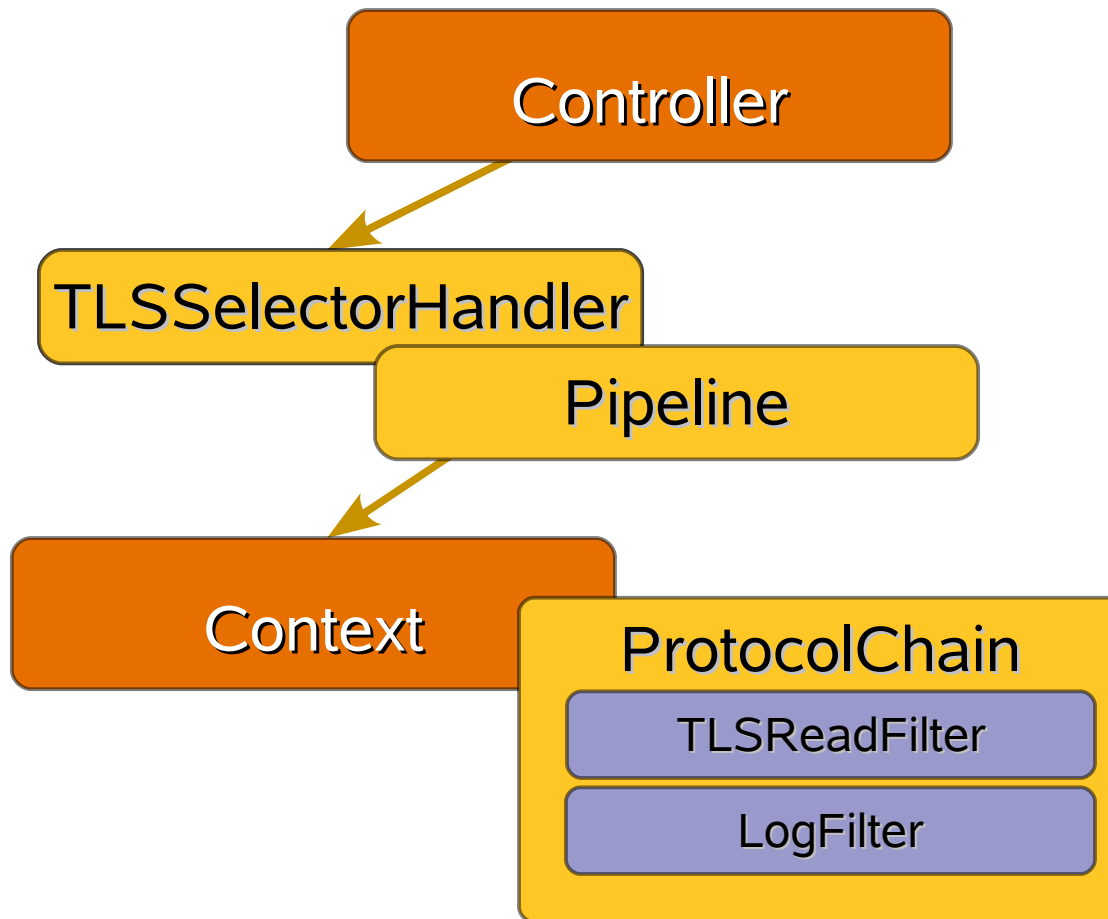 Controller
TLSSelectorHandler
Pipeline
Context
ProtocolChain
TLSReadFilter
LogFilter